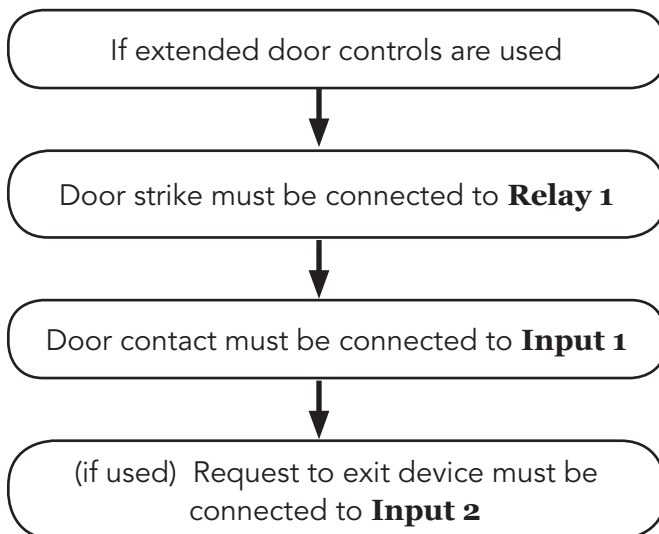 If extended door controls are used
Door strike must be connected to Relay 1
Door contact must be connected to Input 1
(if used) Request to exit device must be
connected to Input 2